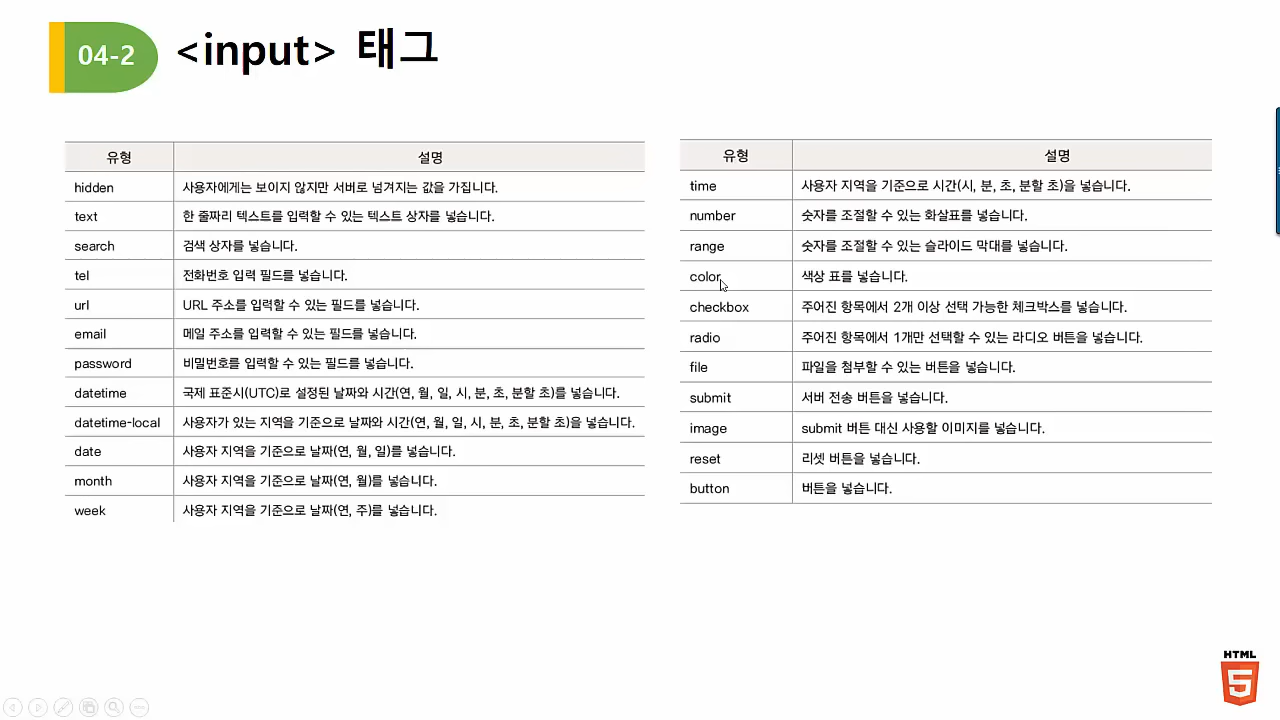 04-2 <input> 태그
유형 설명
hidden 사용자에게는 보이지 않지만 서버로 넘겨지는 값을 가집니다.
text 한 줄짜리 텍스트를 입력할 수 있는 텍스트 상자를 넣습니다.
search 검색 상자를 넣습니다.
tel 전화번호 입력 필드를 넣습니다.
url URL 주소를 입력할 수 있는 필드를 넣습니다.
email 메일 주소를 입력할 수 있는 필드를 넣습니다.
password 비밀번호를 입력할 수 있는 필드를 넣습니다.
datetime 국제 표준시(UTC)로 설정된 날짜와 시간(연, 월, 일, 시, 분, 초, 분할 초)를 넣습니다.
datetime-local 사용자가 있는 지역을 기준으로 날짜와 시간(연, 월, 일, 시, 분, 초, 분할 초)을 넣습니다.
date 사용자 지역을 기준으로 날짜(연, 월, 일)를 넣습니다.
month 사용자 지역을 기준으로 날짜(연, 월)를 넣습니다.
week 사용자 지역을 기준으로 날짜(연, 주)를 넣습니다.
유형 설명
time 사용자 지역을 기준으로 시간(시, 분, 초, 분할 초)을 넣습니다.
number 숫자를 조절할 수 있는 화살표를 넣습니다.
range 숫자를 조절할 수 있는 슬라이드 막대를 넣습니다.
color 색상 표를 넣습니다.
checkbox 주어진 항목에서 2개 이상 선택 가능한 체크박스를 넣습니다.
radio 주어진 항목에서 1개만 선택할 수 있는 라디오 버튼을 넣습니다.
file 파일을 첨부할 수 있는 버튼을 넣습니다.
submit 서버 전송 버튼을 넣습니다.
image submit 버튼 대신 사용할 이미지를 넣습니다.
reset 리셋 버튼을 넣습니다.
button 버튼을 넣습니다.
HTML
5